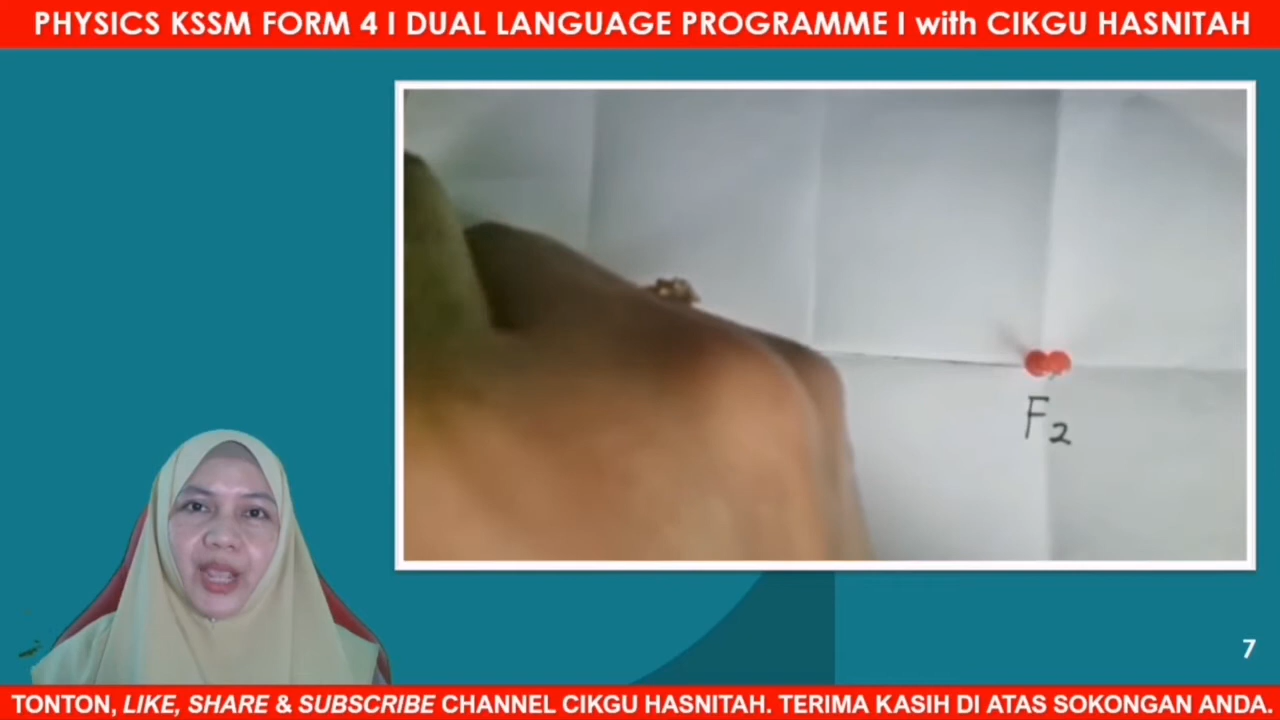 PHYSICS KSSM FORM 4 I DUAL LANGUAGE PROGRAMME I with CIKGU HASNITAH
F2
7
TONTON, LIKE, SHARE & SUBSCRIBE CHANNEL CIKGU HASNITAH. TERIMA KASIH DI ATAS SOKONGAN ANDA.